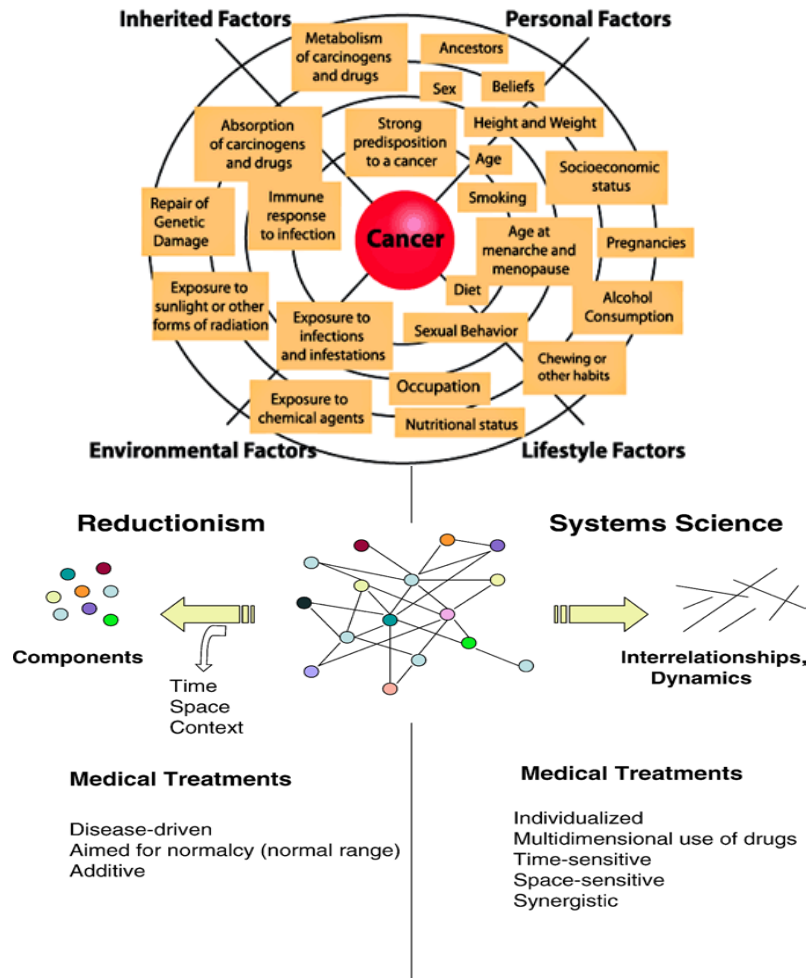 Inherited Factors
Personal Factors
Metabolism
of carcinogens
and drugs
Ancestors
Sex
Beliefs
Absorption
of carcinogens
and drugs
Strong
predisposition
to a cancer
Height and Weight
Age
Socioeconomic
status
Repair of
Genetic
Damage
Immune
response
to infection
Cancer
Smoking
Age at
menarche and
menopause
Pregnancies
Exposure to
sunlight or other
forms of radiation
Diet
Alcohol
Consumption
Exposure to
infections
and infestations
Sexual Behavior
Chewing or
other habits
Occupation
Exposure to
chemical agents
Nutritional status
Environmental Factors
Lifestyle Factors
Reductionism
Systems Science
Components
Time
Space
Context
Interrelationships,
Dynamics
Medical Treatments
Disease-driven
Aimed for normalcy (normal range)
Additive
Medical Treatments
Individualized
Multidimensional use of drugs
Time-sensitive
Space-sensitive
Synergistic